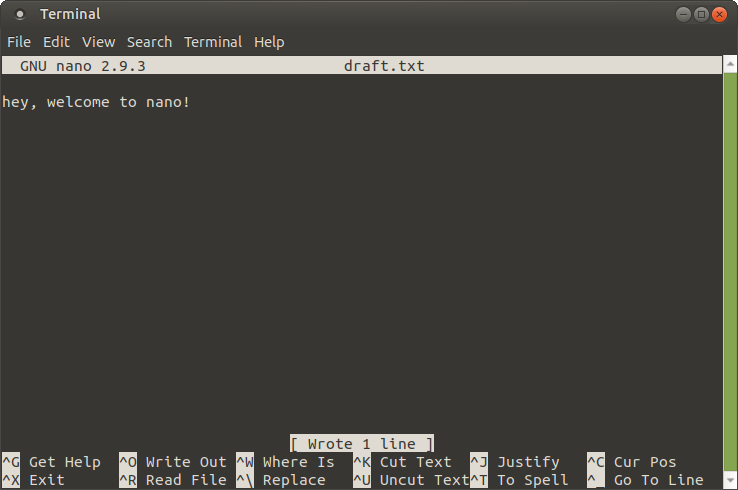 Terminal
File Edit View Search Terminal Help
GNU nano 2.9.3 draft.txt
hey, welcome to nano!
[ Wrote 1 line ]
^G Get Help ^O Write Out ^W Where Is ^K Cut Text ^J Justify ^C Cur Pos
^X Exit ^R Read File ^\ Replace ^U Uncut Text ^T To Spell ^_ Go To Line